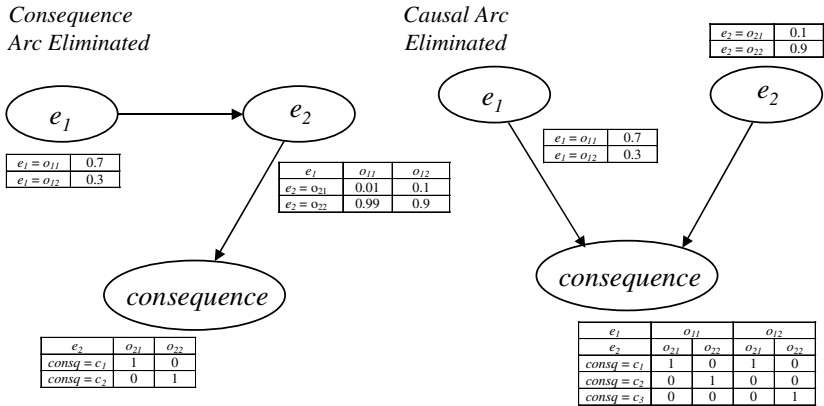 Consequence
Arc Eliminated
e1
e2
e1 = o11 0.7
e1 = o12 0.3
e1 o11 o12
e2 = o21 0.01 0.1
e2 = o22 0.99 0.9
consequence
e2 o21 o22
consq = c1 1 0
consq = c2 0 1
Causal Arc
Eliminated
e2 = o21 0.1
e2 = o22 0.9
e1
e2
e1 = o11 0.7
e1 = o12 0.3
consequence
e1 o11 o12
e2 o21 o22 o21 o22
consq = c1 1 0 1 0
consq = c2 0 1 0 0
consq = c3 0 0 0 1